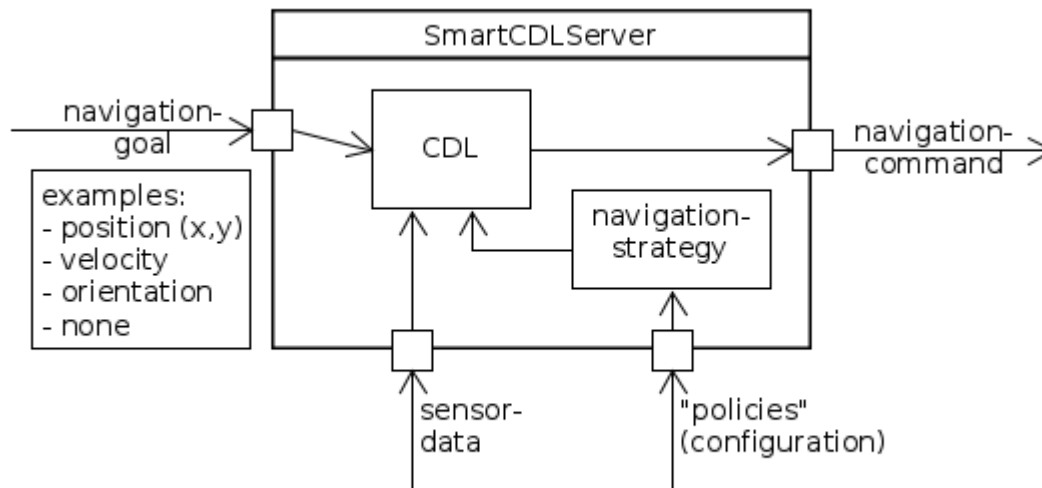 SmartCDLServer
navigation-
goal
CDL
navigation-
command
examples:
- position (x,y)
- velocity
- orientation
- none
navigation-
strategy
sensor-
data
"policies"
(configuration)